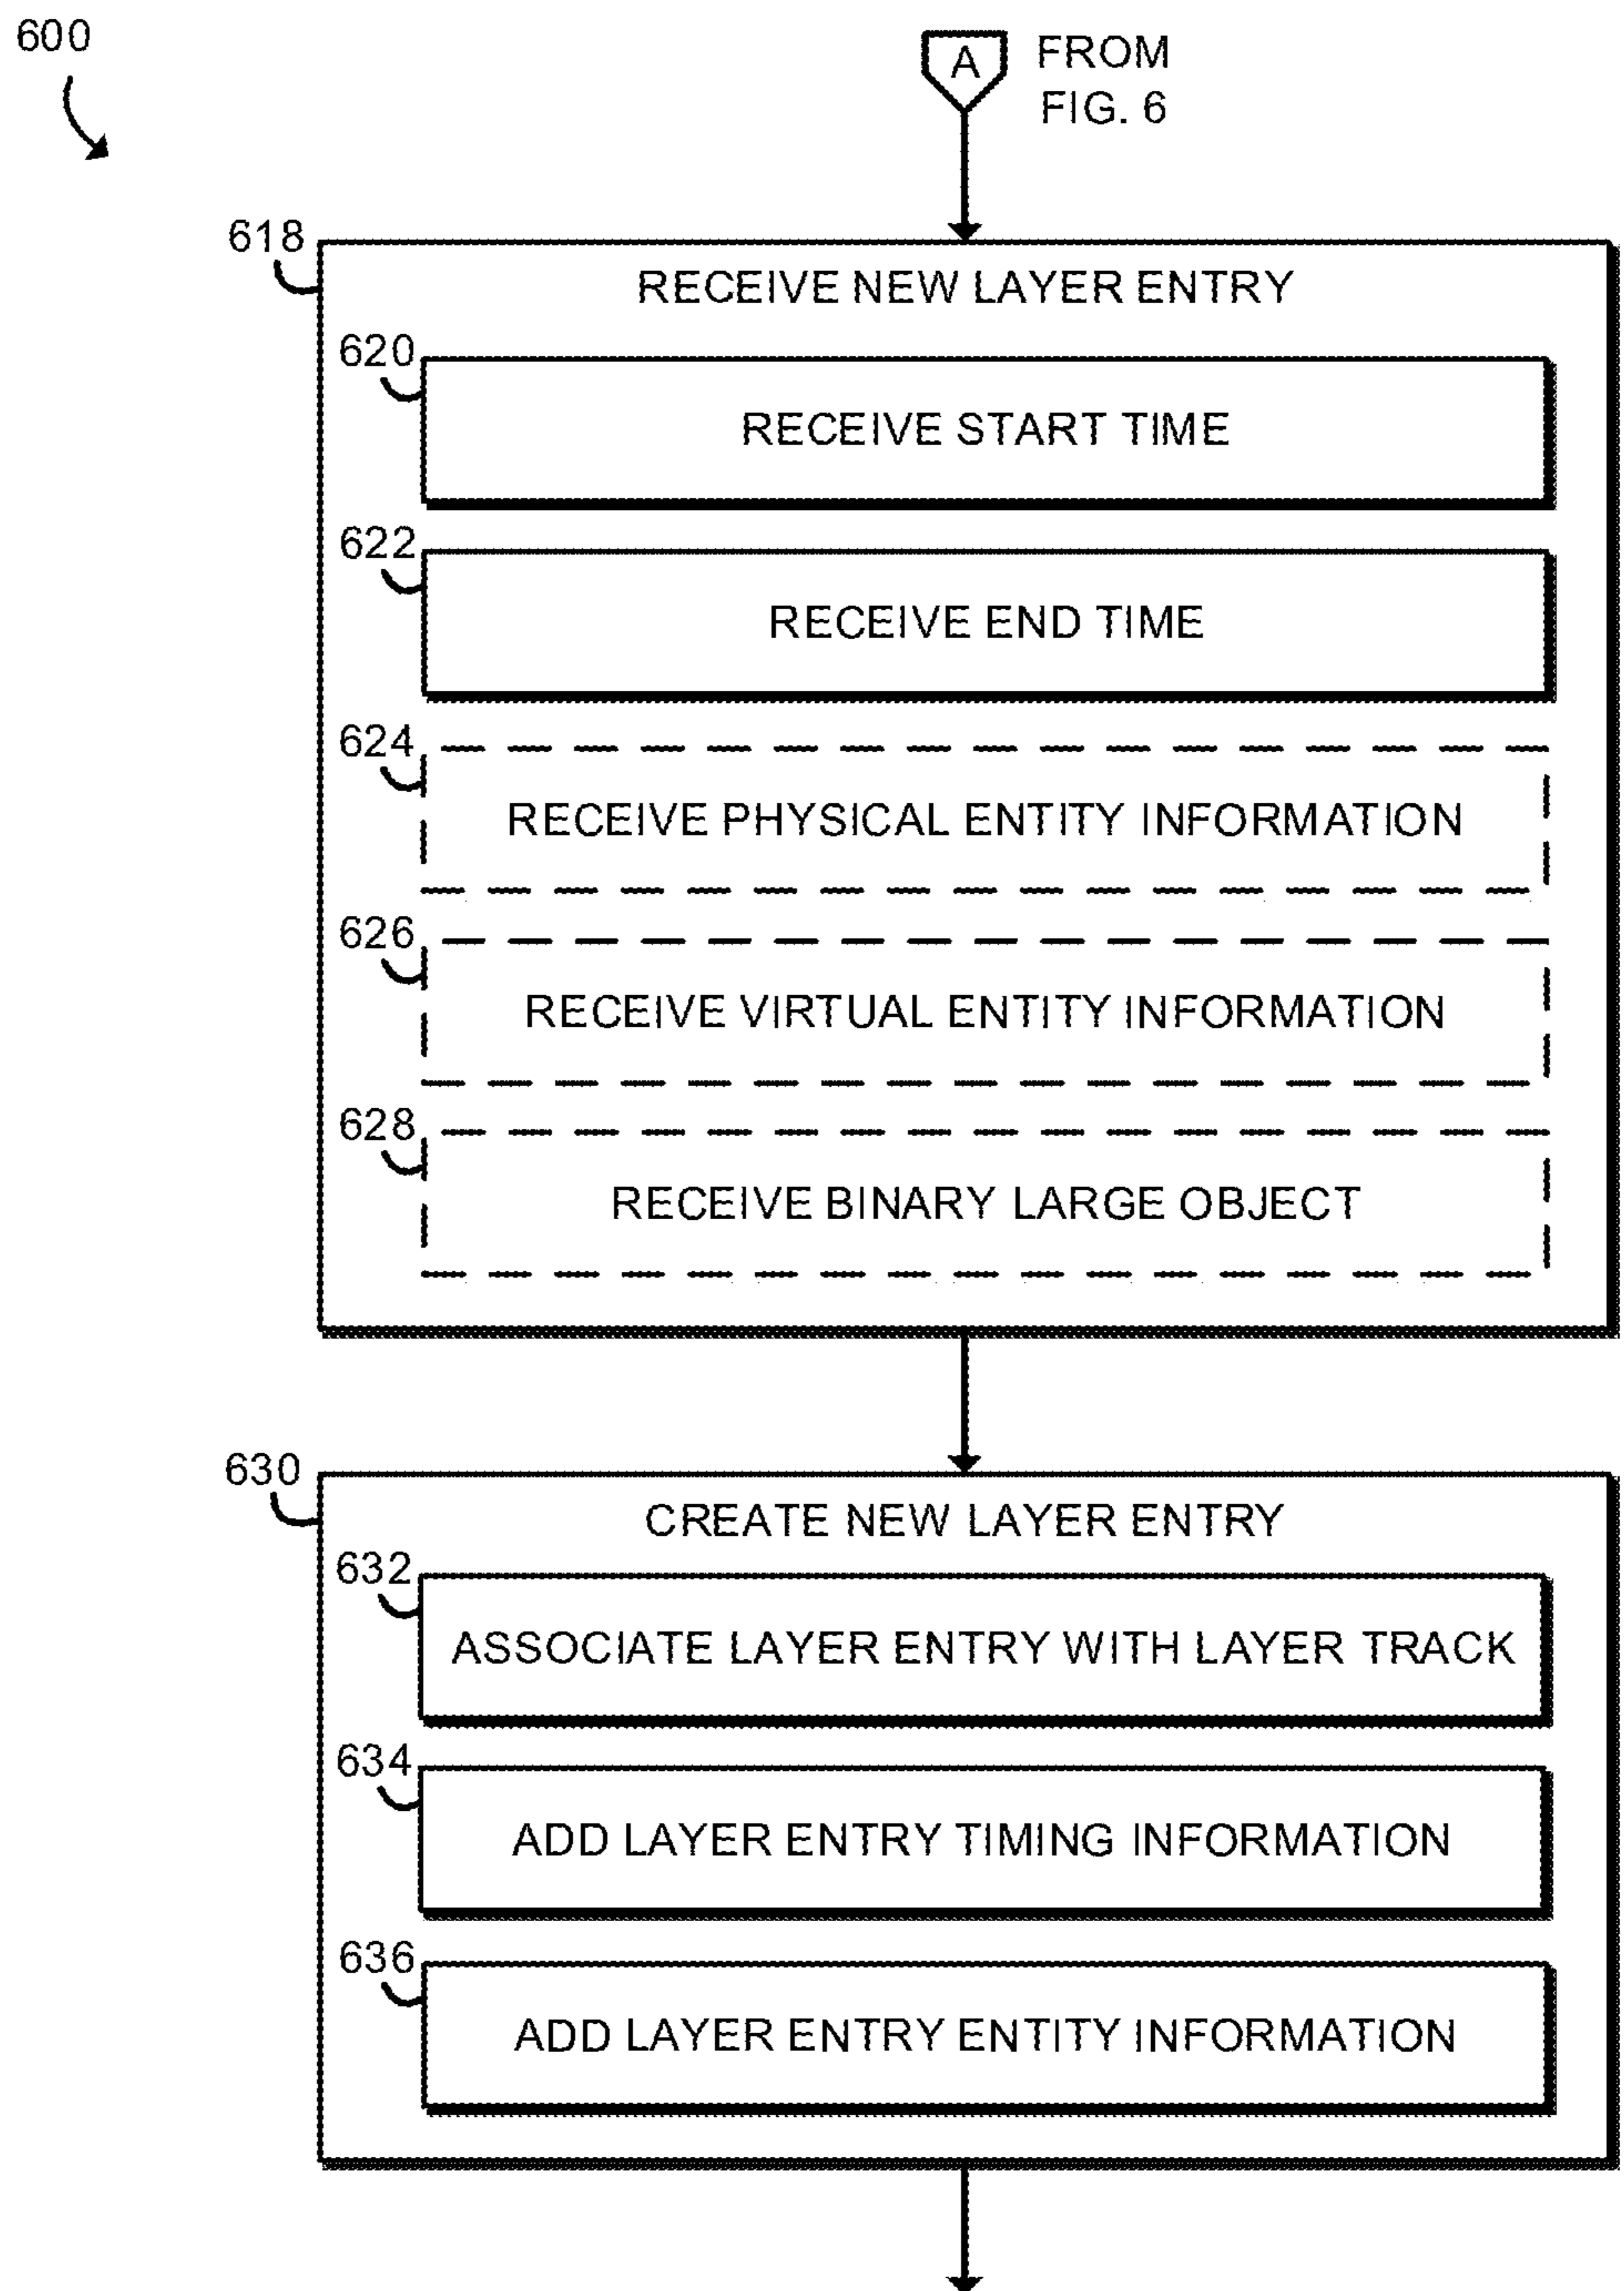 600
A
FROM
FIG. 6
618
RECEIVE NEW LAYER ENTRY
620
RECEIVE START TIME
622
RECEIVE END TIME
624
RECEIVE PHYSICAL ENTITY INFORMATION
626
RECEIVE VIRTUAL ENTITY INFORMATION
628
RECEIVE BINARY LARGE OBJECT
630
CREATE NEW LAYER ENTRY
632
ASSOCIATE LAYER ENTRY WITH LAYER TRACK
634
ADD LAYER ENTRY TIMING INFORMATION
636
ADD LAYER ENTRY ENTITY INFORMATION